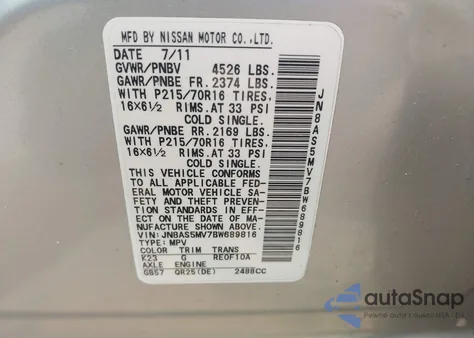 MFD BY NISSAN MOTOR CO.,LTD.
DATE 7/11
GVWR/PNBV 4526 LBS.
GAWR/PNBE FR. 2374 LBS.
WITH P215/70R16 TIRES,
16×6½ RIMS.AT 33 PSI
COLD SINGLE.
GAWR/PNBE RR. 2169 LBS.
WITH P215/70R16 TIRES,
16×6½ RIMS.AT 33 PSI
COLD SINGLE.
THIS VEHICLE CONFORMS
TO ALL APPLICABLE FED-
ERAL MOTOR VEHICLE SA-
FETY AND THEFT PREVEN-
TION STANDARDS IN EFF-
ECT ON THE DATE OF MA-
NUFACTURE SHOWN ABOVE.
VIN:JN8AS5MV7BW689816
TYPE:MPV
COLOR TRIM TRANS
K23 G RE0F10A
AXLE ENGINE
GB57 QR25(DE) 2488CC
JN8AS5MV7BW689816
autoSnap